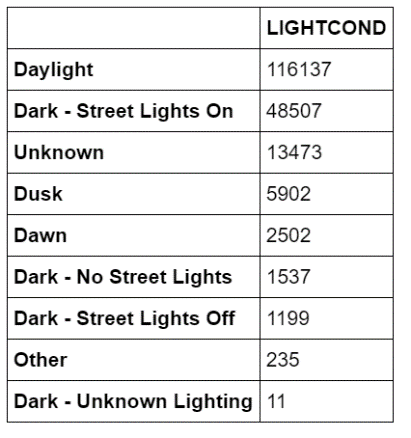 LIGHTCOND
Daylight 116137
Dark - Street Lights On 48507
Unknown 13473
Dusk 5902
Dawn 2502
Dark - No Street Lights 1537
Dark - Street Lights Off 1199
Other 235
Dark - Unknown Lighting 11